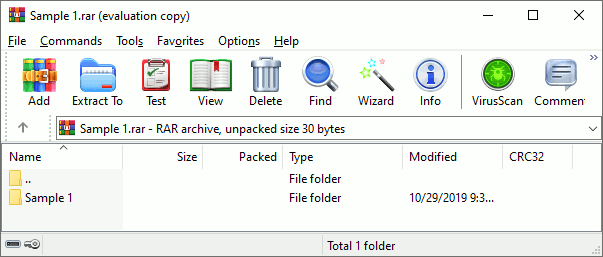 Sample 1.rar (evaluation copy)
File Commands Tools Favorites Options Help
Add Extract To Test View Delete Find Wizard Info VirusScan Commen
»
Sample 1.rar - RAR archive, unpacked size 30 bytes
Name Size Packed Type Modified CRC32
.. File folder
Sample 1 File folder 10/29/2019 9:3...
Total 1 folder